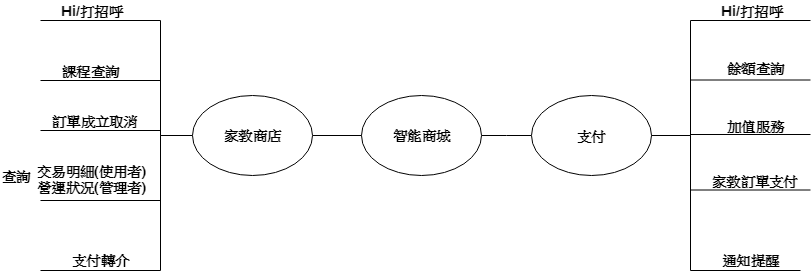 Hi/打招呼
課程查詢
訂單成立取消
查詢
交易明細(使用者)
營運狀況(管理者)
支付轉介
家教商店
智能商城
支付
Hi/打招呼
餘額查詢
加值服務
家教訂單支付
通知提醒